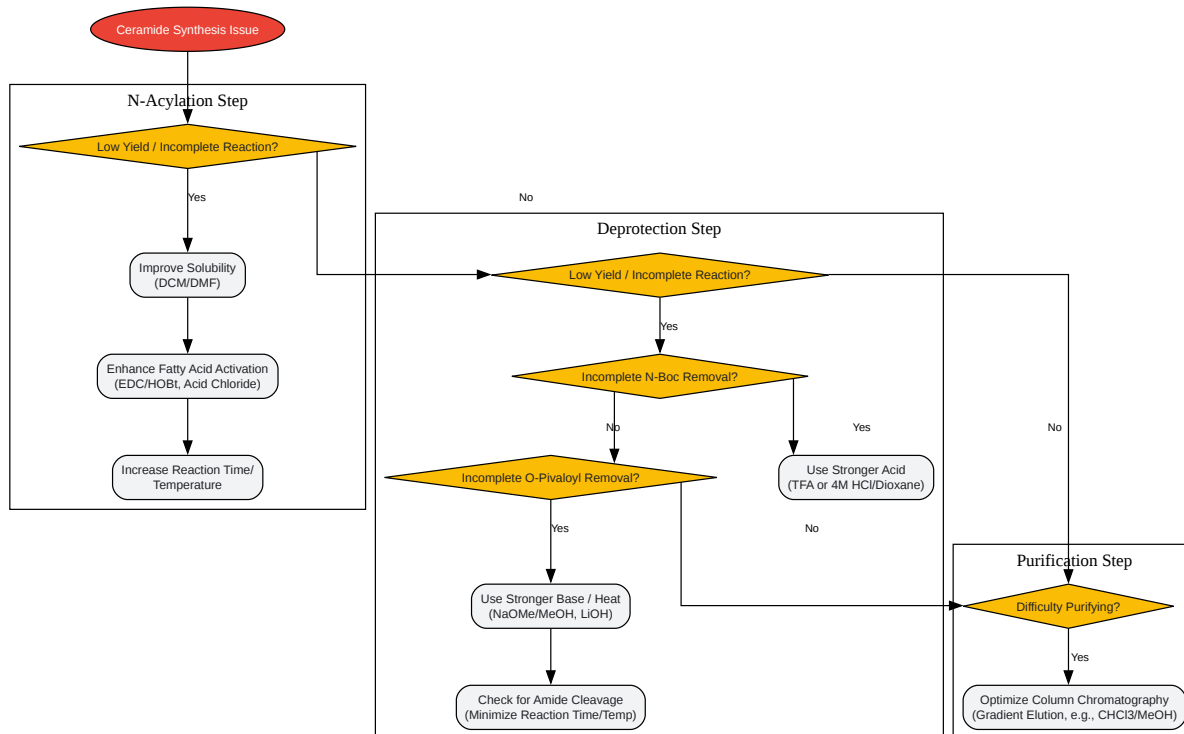 Ceramide Synthesis Issue
N-Acylation Step
Low Yield / Incomplete Reaction?
Yes
No
Improve Solubility
(DCM/DMF)
Enhance Fatty Acid Activation
(EDC/HOBt, Acid Chloride)
Increase Reaction Time/
Temperature
Deprotection Step
Low Yield / Incomplete Reaction?
Yes
No
Incomplete N-Boc Removal?
No
Yes
Use Stronger Acid
(TFA or 4M HCl/Dioxane)
Incomplete O-Pivaloyl Removal?
Yes
No
Use Stronger Base / Heat
(NaOMe/MeOH, LiOH)
Check for Amide Cleavage
(Minimize Reaction Time/Temp)
Purification Step
Difficulty Purifying?
Yes
Optimize Column Chromatography
(Gradient Elution, e.g., CHCl3/MeOH)